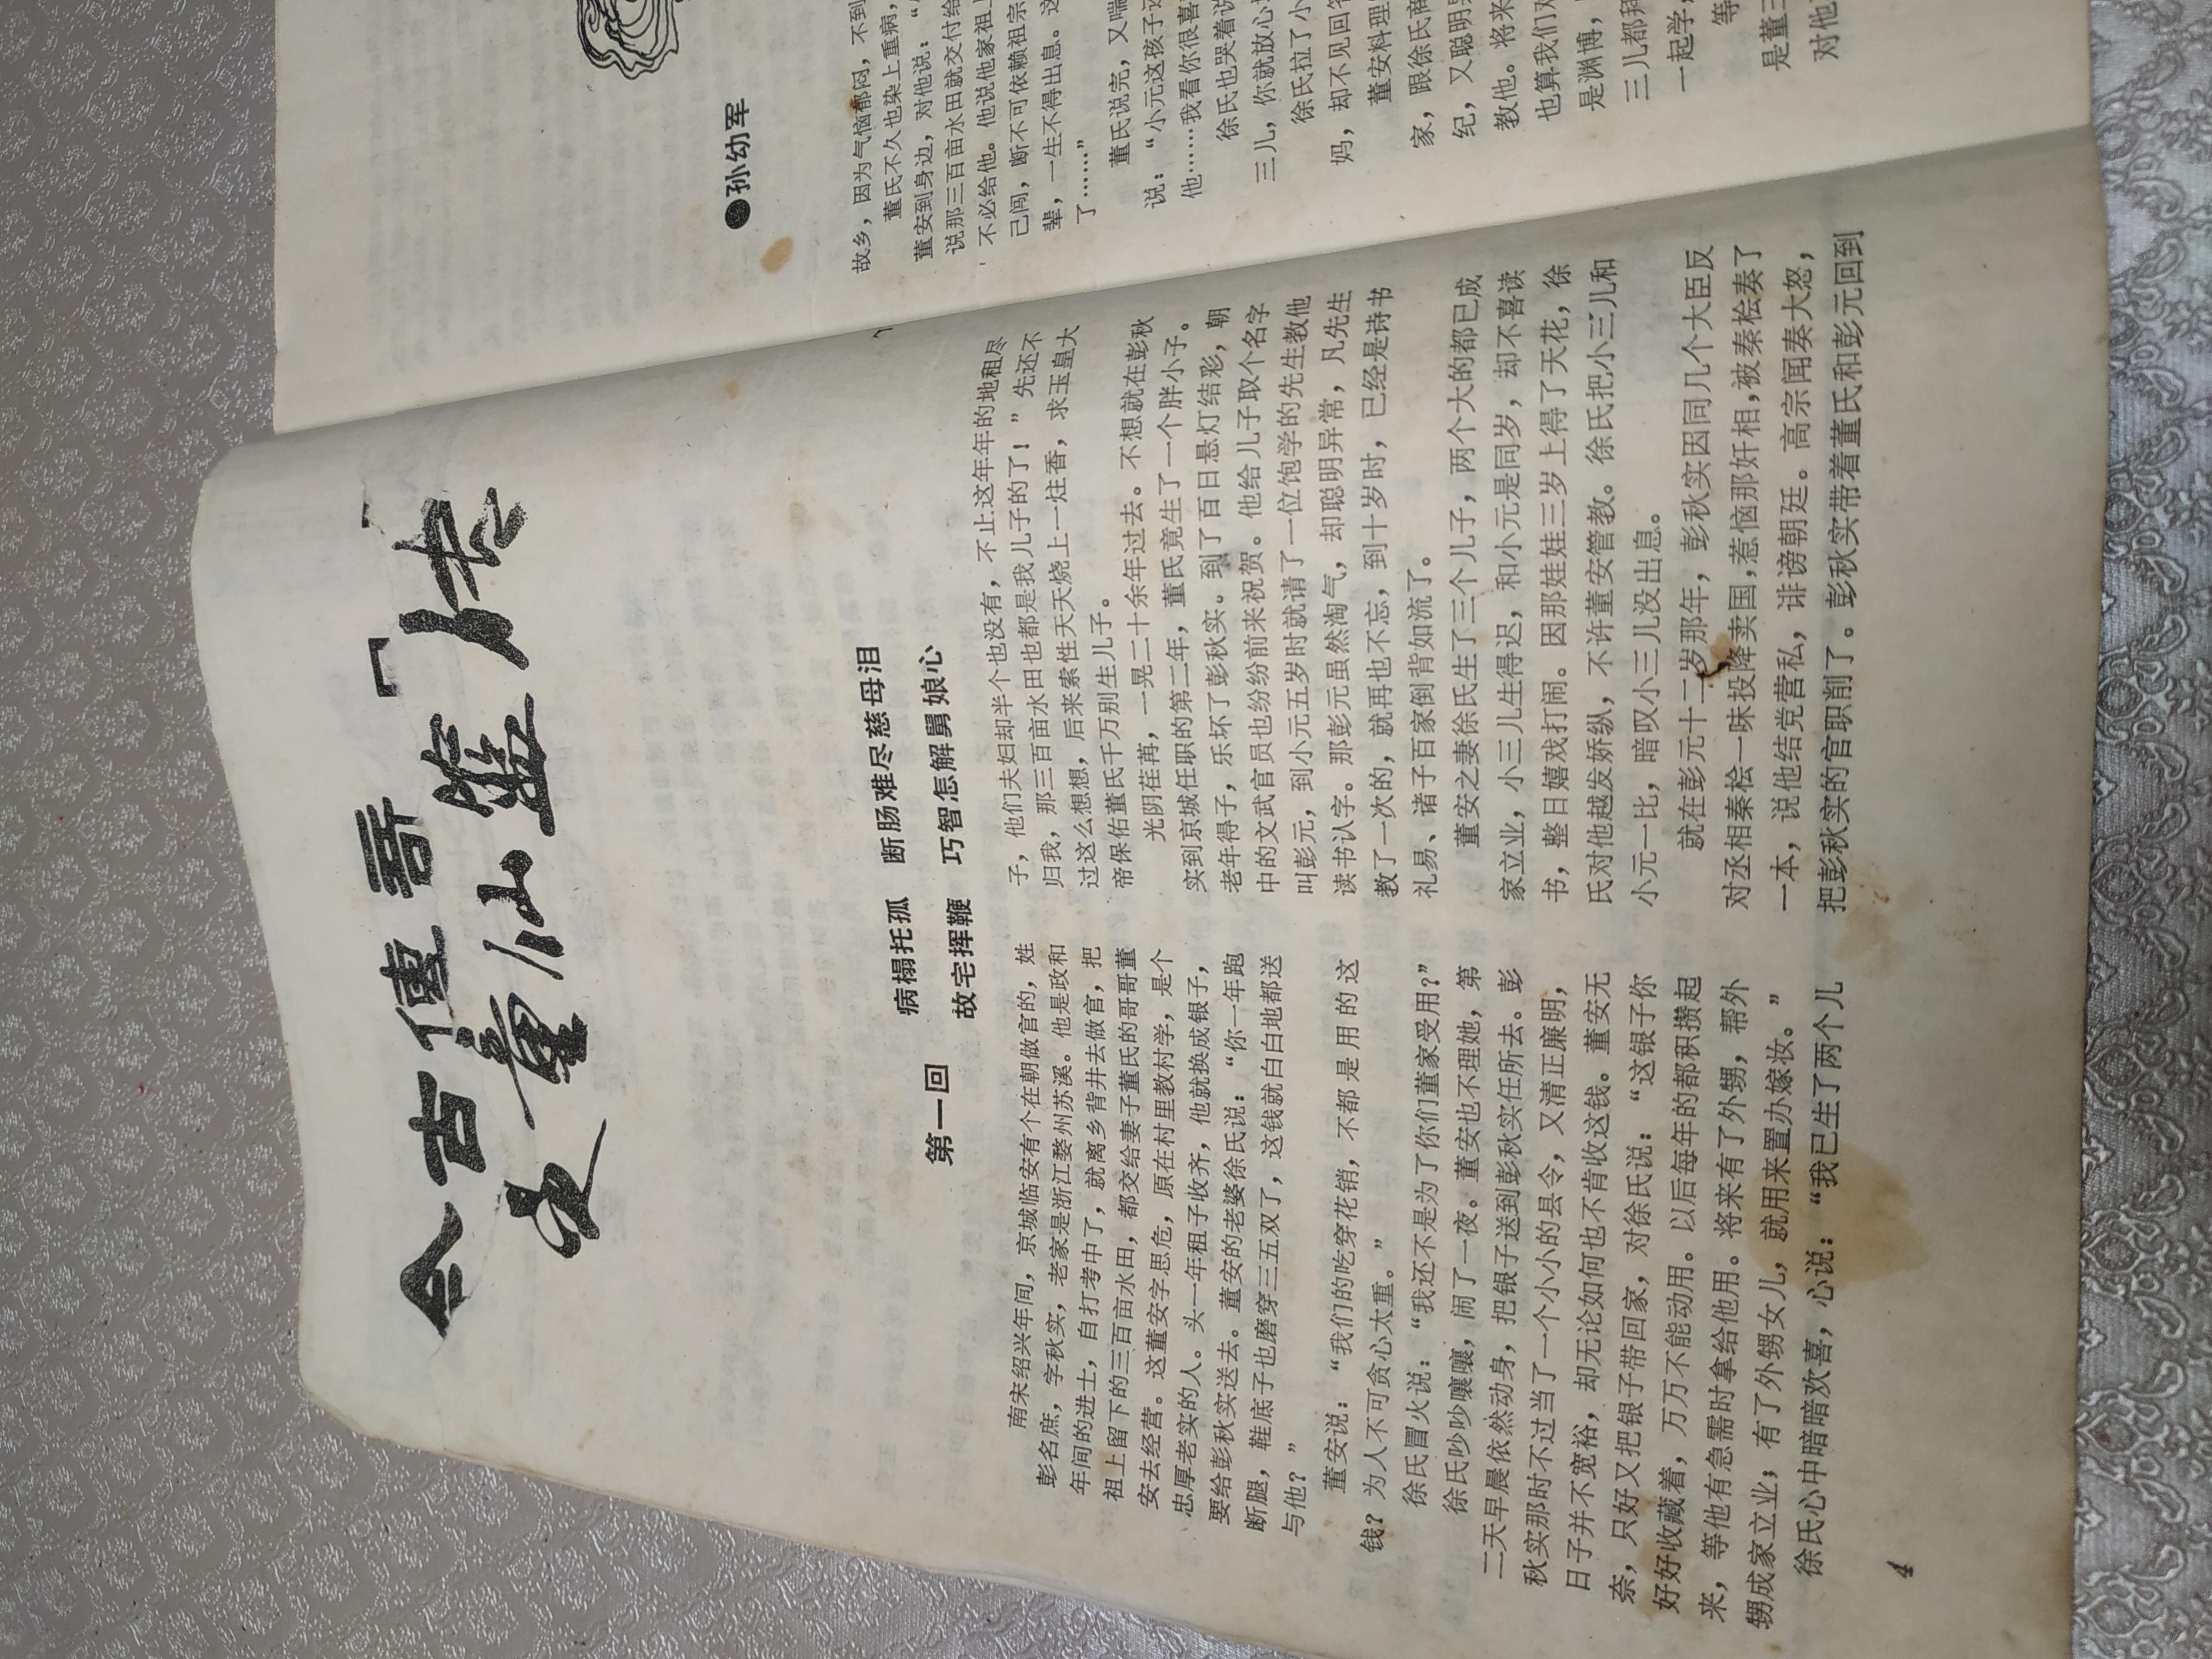 今古傳奇
●孙幼军
第一回
病榻托孤 断肠难尽慈母泪
故宅挥鞭 巧智怎解舅娘心
南宋绍兴年间，京城临安有个在朝做官的，姓
彭名庶，字秋实，老家是浙江婺州苏溪。他是政和
年间的进士，自打考中了，就离乡背井去做官，把
祖上留下的三百亩水田，都交给妻子董氏的哥哥董
安去经营。这董安字思危，原在村里教村学，是个
忠厚老实的人。头一年租子收齐，他就换成银子，
要给彭秋实送去。董安的老婆徐氏说：“你一年跑
断腿，鞋底子也磨穿三五双了，这钱就白白地都送
与他？”
董安说：“我们的吃穿花销，不都是用的这
钱？为人不可贪心太重。”
徐氏冒火说：“我还不是为了你们董家受用？”
徐氏吵吵嚷嚷，闹了一夜。董安也不理她，第
二天早晨依然动身，把银子送到彭秋实任所去。彭
秋实那时不过当了一个小小的县令，又清正廉明，
日子并不宽裕，却无论如何也不肯收这钱。董安无
奈，只好又把银子带回家，对徐氏说：“这银子你
好好收藏着，万万不能动用。以后每年的都积攒起
来，等他有急需时拿给他用。将来有了外甥，帮外
甥成家立业；有了外甥女儿，就用来置办嫁妆。”
徐氏心中暗暗欢喜，心说：“我已生了两个儿
子，他们夫妇却半个也没有，不止这年年的地租尽
归我，那三百亩水田也都是我儿子的了！”先还不
过这么想想，后来索性天天烧上一炷香，求玉皇大
帝保佑董氏千万别生儿子。
光阴荏苒，一晃二十余年过去。不想就在彭秋
实到京城任职的第二年，董氏竟生了一个胖小子。
老年得子，乐坏了彭秋实。到了百日悬灯结彩，朝
中的文武官员也纷纷前来祝贺。他给儿子取个名字
叫彭元，到小元五岁时就请了一位饱学的先生教他
读书认字。那彭元虽然淘气，却聪明异常，凡先生
教了一次的，就再也不忘，到十岁时，已经是诗书
礼易、诸子百家倒背如流了。
董安之妻徐氏生了三个儿子，两个大的都已成
家立业，小三儿生得迟，和小元是同岁，却不喜读
书，整日嬉戏打闹。因那娃娃三岁上得了天花，徐
氏对他越发娇纵，不许董安管教。徐氏把小三儿和
小元一比，暗叹小三儿没出息。
就在彭元十二岁那年，彭秋实因同几个大臣反
对丞相秦桧一味投降卖国，惹恼那奸相，被秦桧奏了
一本，说他结党营私，诽谤朝廷。高宗闻奏大怒，
把彭秋实的官职削了。彭秋实带着董氏和彭元回到
4
故乡，因为气恼郁闷，不到
董氏不久也染上重病，
董安到身边，对他说：“
说那三百亩水田就交付给
不必给他。他说他家祖上
己闯，断不可依赖祖宗
辈，一生不得出息。这
了……”
董氏说完，又喘
说：“小元这孩子还
他……我看你很喜
徐氏也哭着说
三儿，你就放心
徐氏拉了小
妈，却不见回答
董安料理
家，跟徐氏商
纪，又聪明
教他。将来
也算我们对
是渊博，
三儿都拜
一起学，
等
是董三
对他